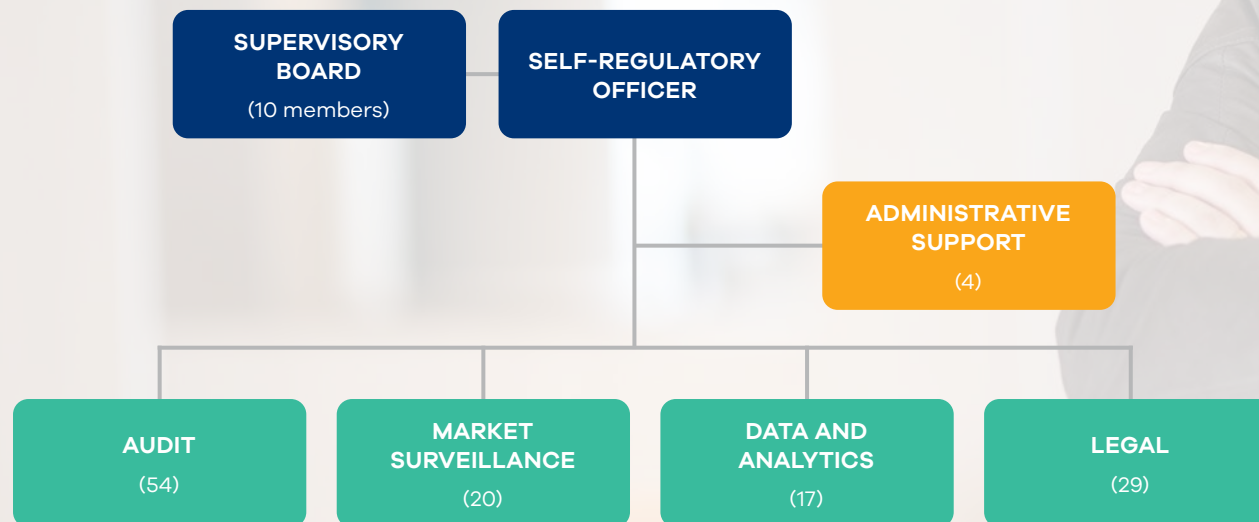 SUPERVISORY
BOARD
(10 members)
SELF-REGULATORY
OFFICER
ADMINISTRATIVE
SUPPORT
(4)
AUDIT
(54)
MARKET
SURVEILLANCE
(20)
DATA AND
ANALYTICS
(17)
LEGAL
(29)